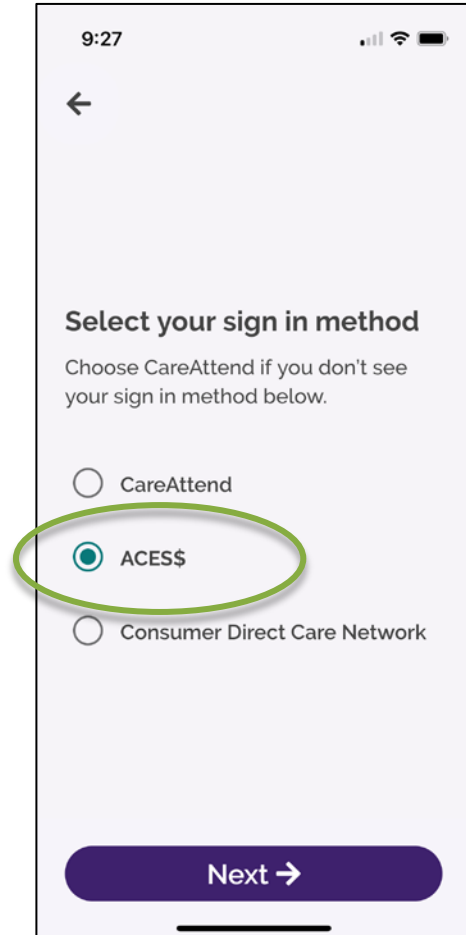 9:27
Select your sign in method
Choose CareAttend if you don't see
your sign in method below.
CareAttend
ACES$
Consumer Direct Care Network
Next →